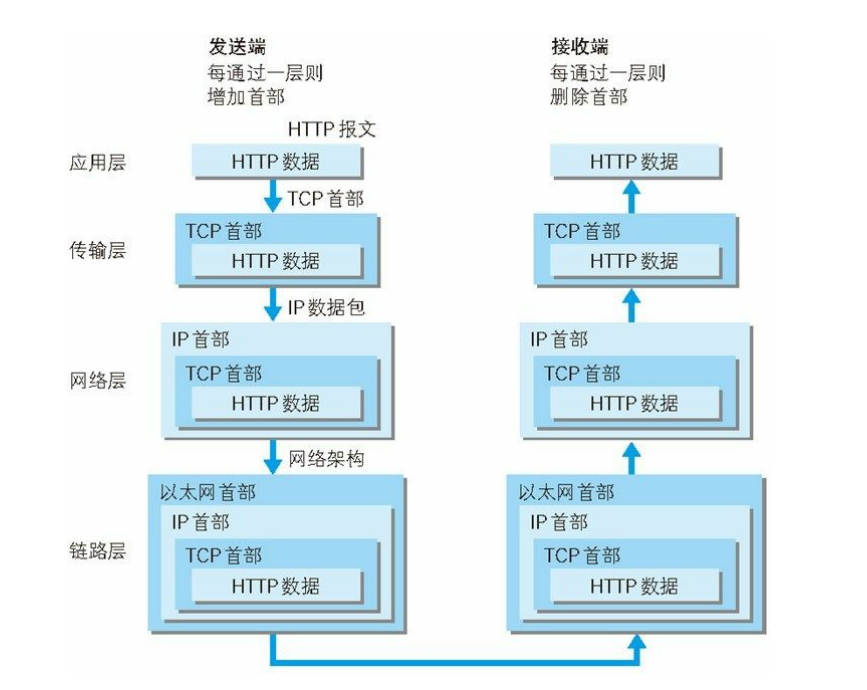 发送端
每通过一层则
增加首部
接收端
每通过一层则
删除首部
HTTP 报文
应用层
HTTP 数据
HTTP 数据
TCP 首部
传输层
TCP 首部
HTTP 数据
TCP 首部
HTTP 数据
IP 数据包
网络层
IP 首部
TCP 首部
HTTP 数据
IP 首部
TCP 首部
HTTP 数据
网络架构
链路层
以太网首部
IP 首部
TCP 首部
HTTP 数据
以太网首部
IP 首部
TCP 首部
HTTP 数据